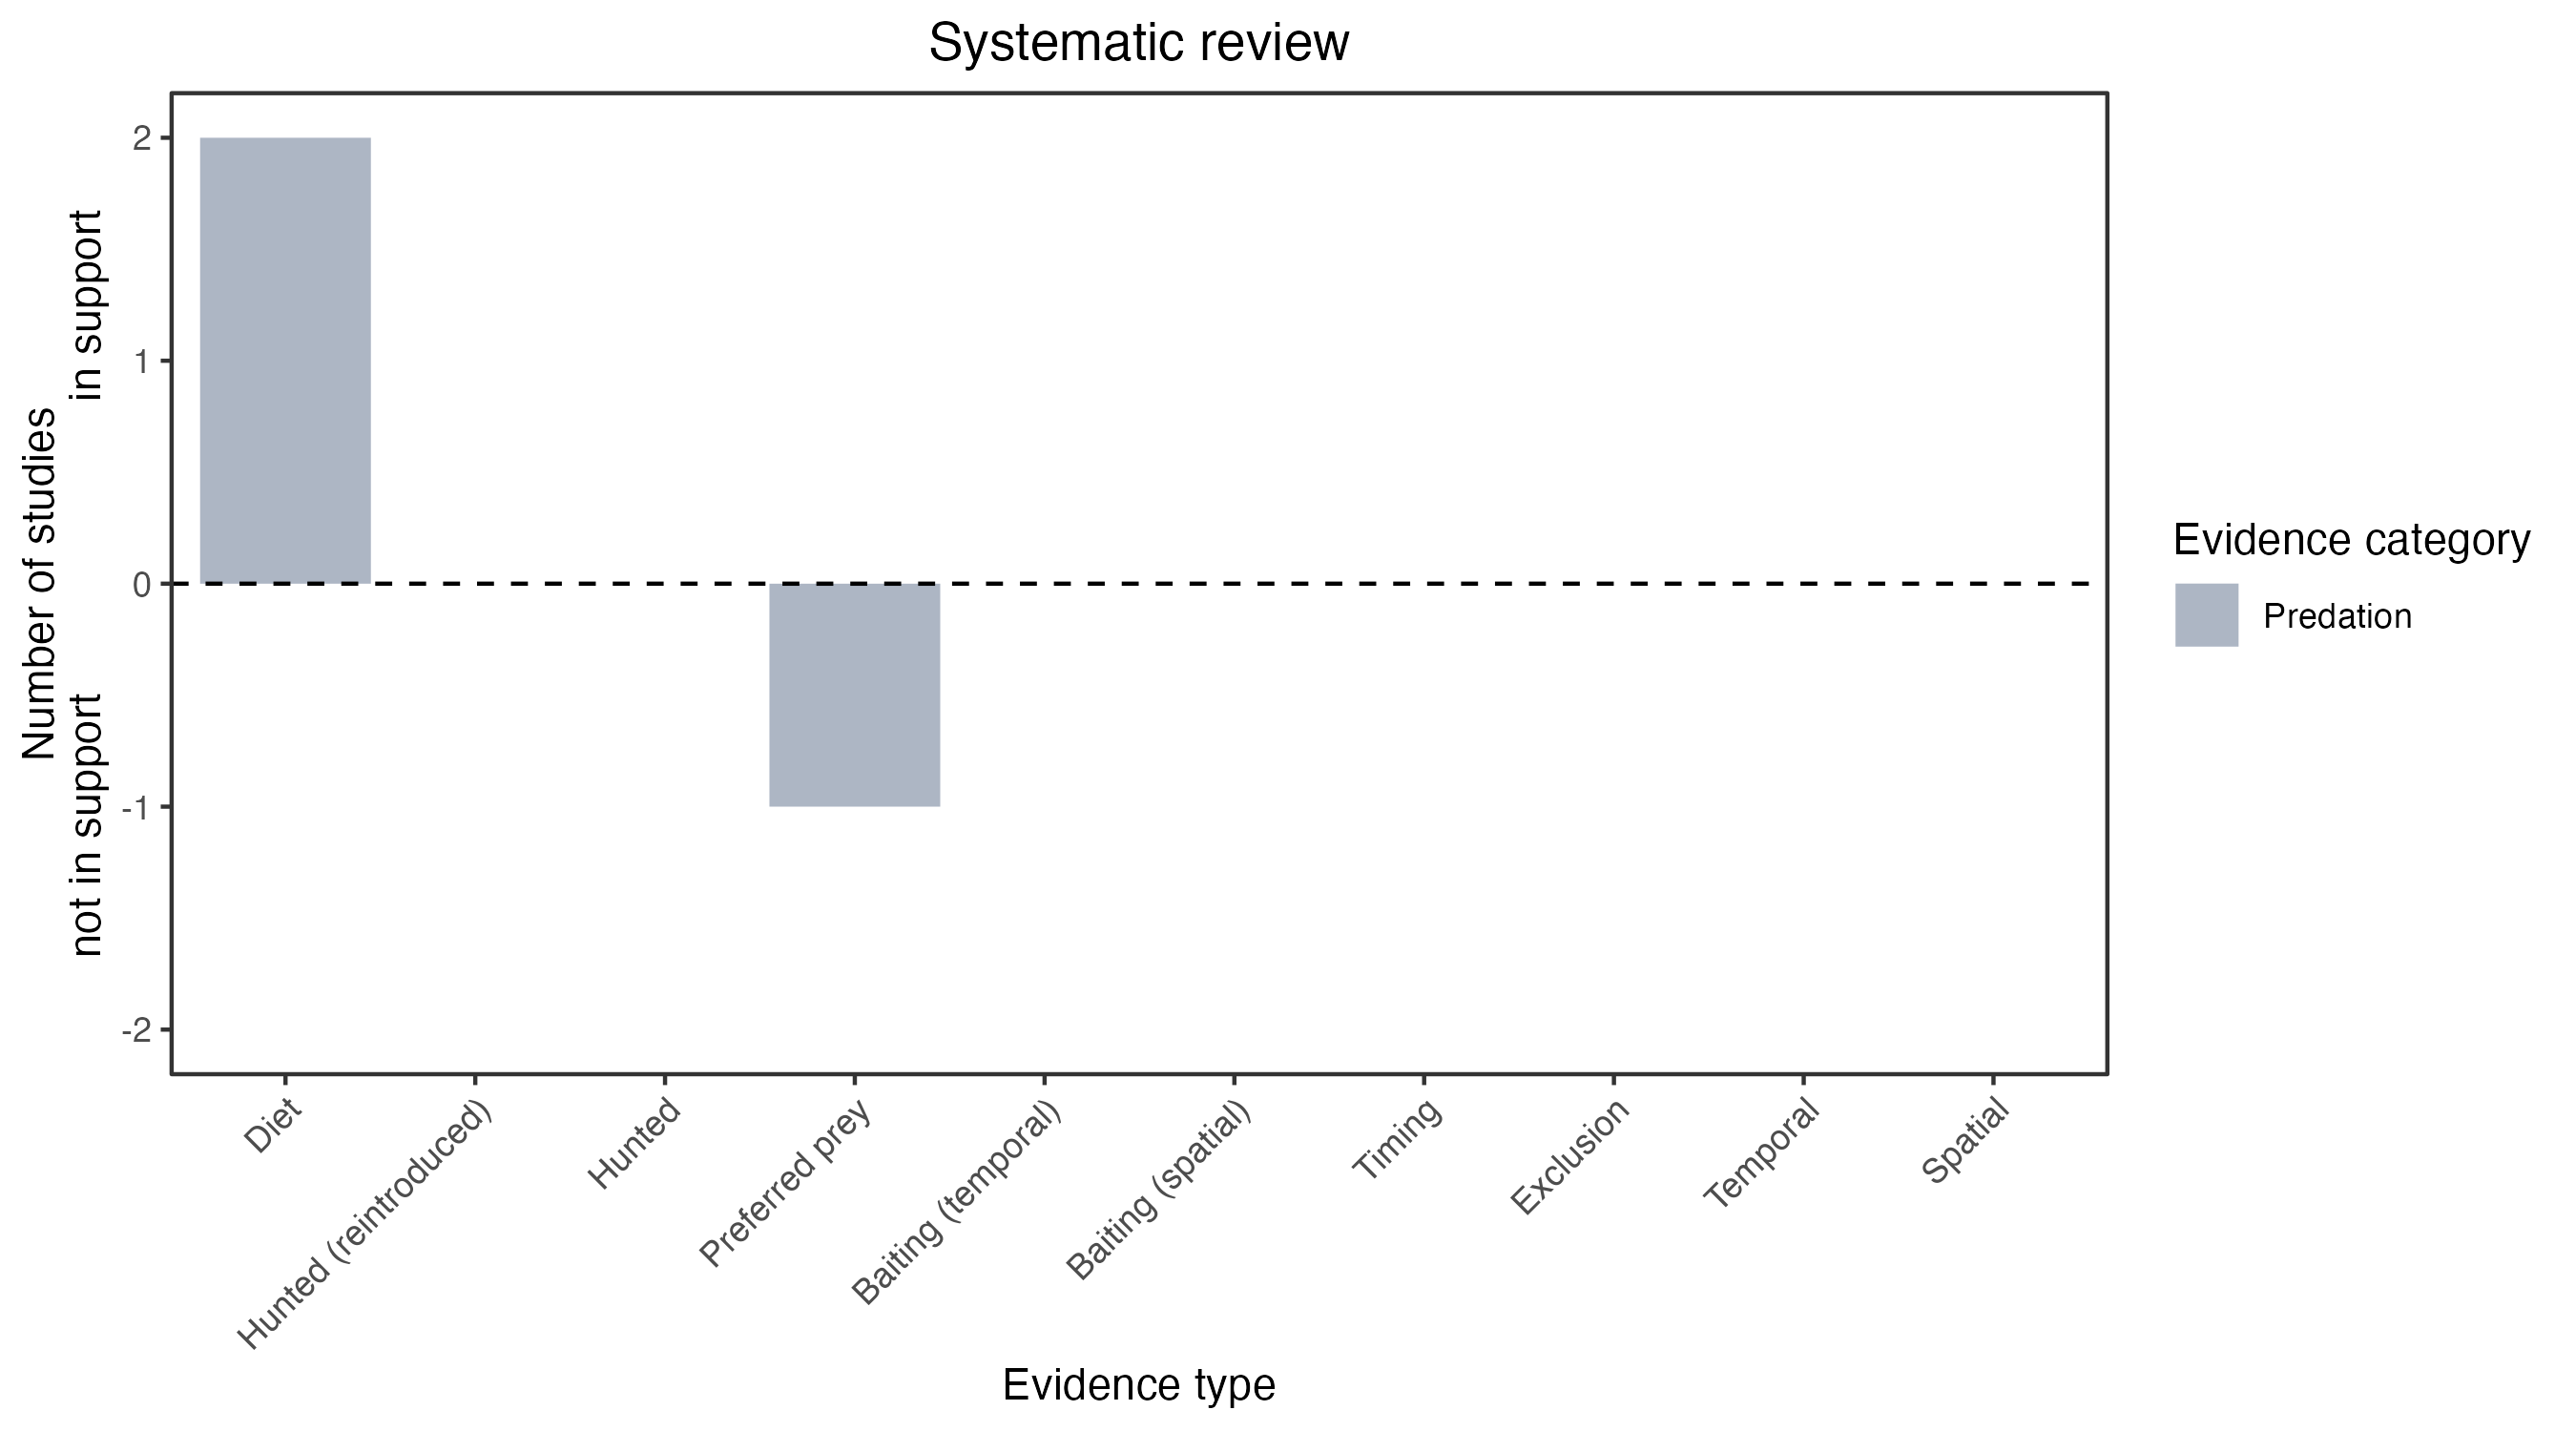 Systematic review
Number of studies
in support
not in support
2
1
0
-1
-2
Diet
Hunted (reintroduced)
Hunted
Preferred prey
Baiting (temporal)
Baiting (spatial)
Timing
Exclusion
Temporal
Spatial
Evidence type
Evidence category
Predation